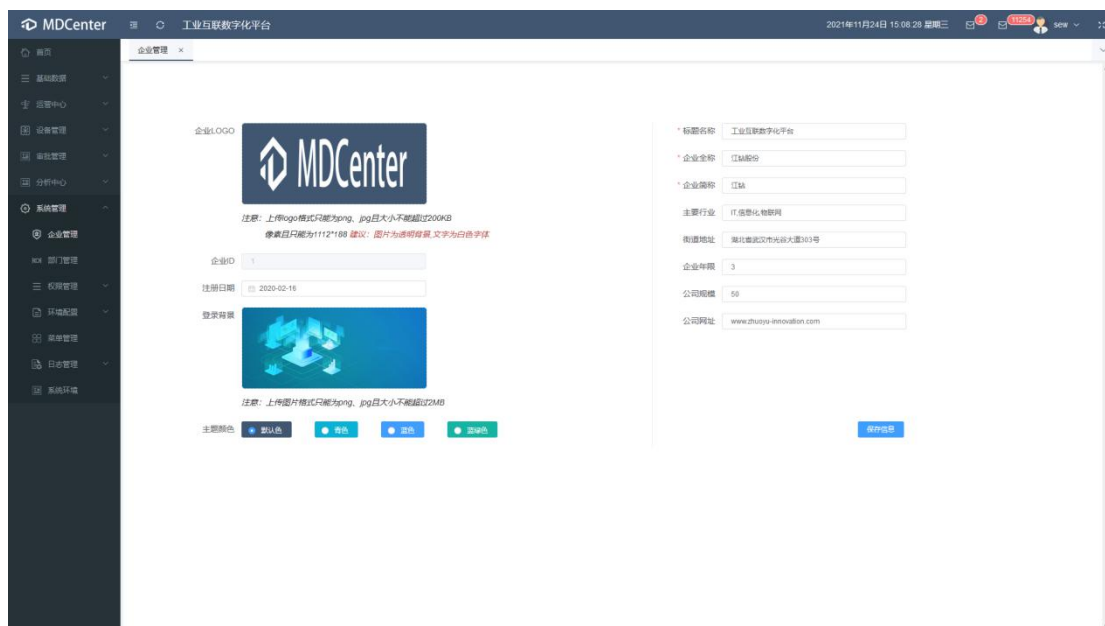 MDCenter
工业互联数字化平台
2021年11月24日 15:08:28 星期三
2
11254
sew
首页
企业管理 ×
基础数据
运营中心
设备管理
审批管理
分析中心
系统管理
企业管理
部门管理
权限管理
环境配置
菜单管理
日志管理
系统环境
企业LOGO
MDCenter
注意：上传logo格式只能为png、jpg且大小不能超过200KB
像素且只能为1112*188 建议：图片为透明背景,文字为白色字体
企业ID 1
注册日期 2020-02-16
登录背景
注意：上传图片格式只能为png、jpg且大小不能超过2MB
主题颜色 默认色 青色 蓝色 蓝绿色
* 标题名称 工业互联数字化平台
* 企业全称 江钻股份
* 企业简称 江钻
主要行业 IT,信息化,物联网
街道地址 湖北省武汉市光谷大道303号
企业年限 3
公司规模 50
公司网址 www.zhuoyu-innovation.com
保存信息